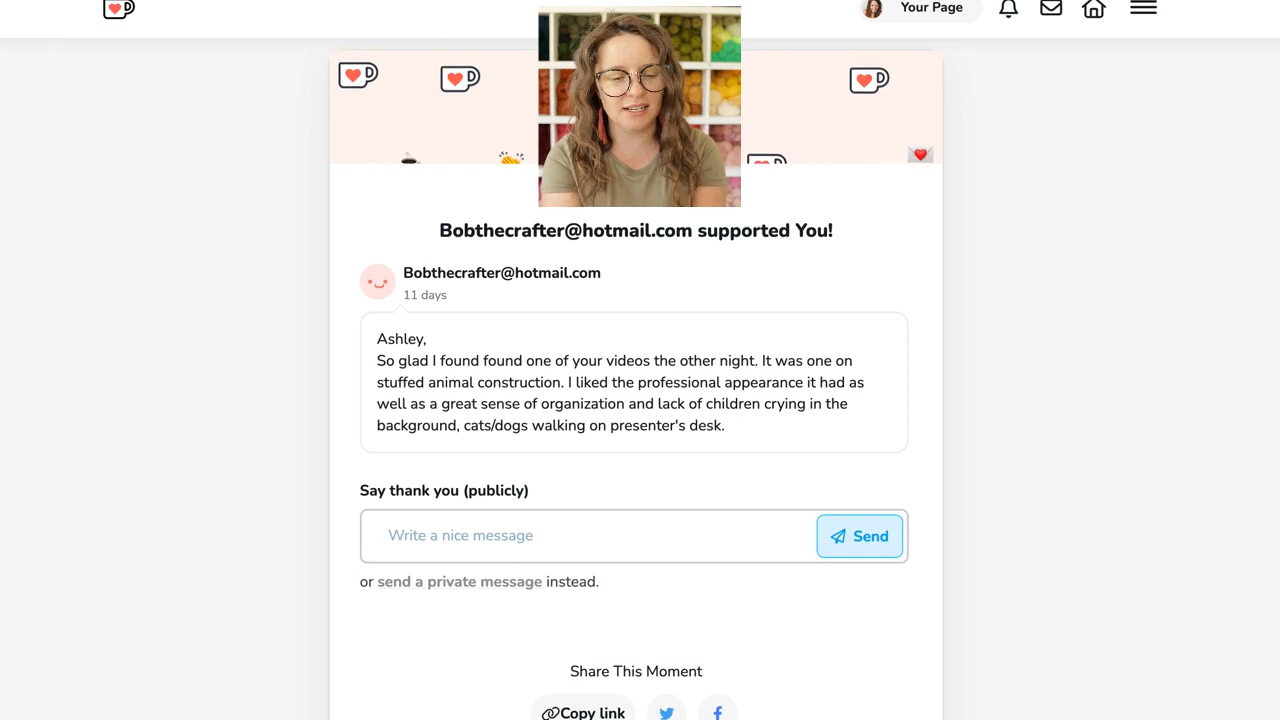 Your Page
Bobthecrafter@hotmail.com supported You!
Bobthecrafter@hotmail.com
11 days
Ashley,
So glad I found found one of your videos the other night. It was one on
stuffed animal construction. I liked the professional appearance it had as
well as a great sense of organization and lack of children crying in the
background, cats/dogs walking on presenter's desk.
Say thank you (publicly)
Write a nice message
Send
or send a private message instead.
Share This Moment
Copy link